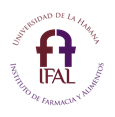 UNIVERSIDAD DE LA HABANA
IFAL
INSTITUTO DE FARMACIA Y ALIMENTOS